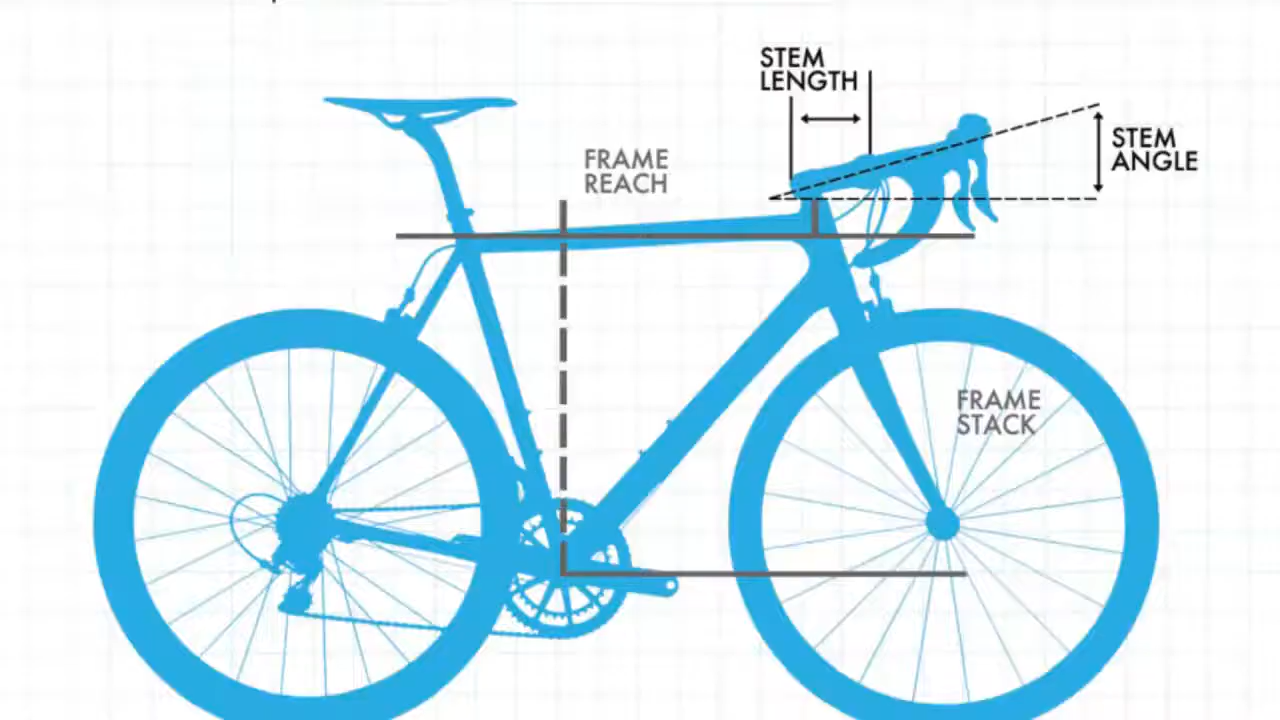 STEM
LENGTH
STEM
ANGLE
FRAME
REACH
FRAME
STACK